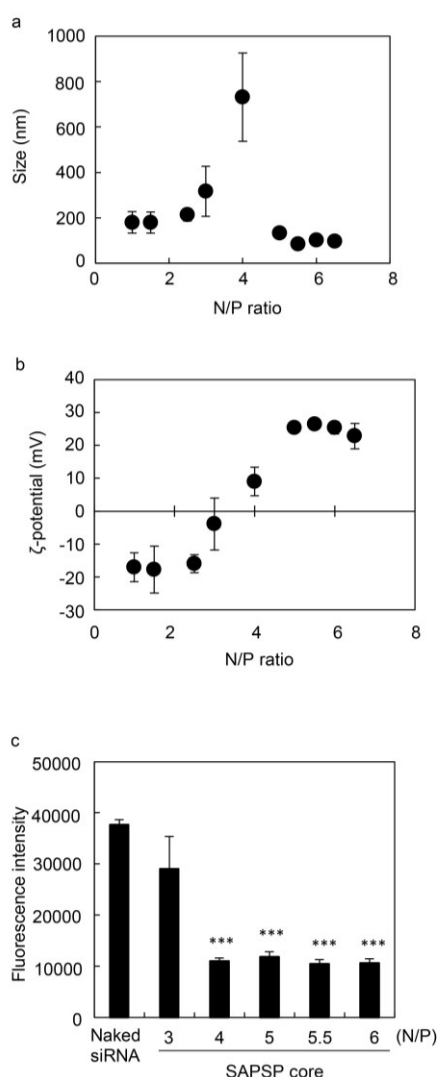 a
1000
800
600
400
200
0
Size (nm)
0 2 4 6 8
N/P ratio
b
40
30
20
10
0
-10
-20
-30
ζ-potential (mV)
0 2 4 6 8
N/P ratio
c
50000
40000
30000
20000
10000
0
Fluorescence intensity
*** *** *** ***
Naked siRNA 3 4 5 5.5 6 (N/P)
SAPSP core